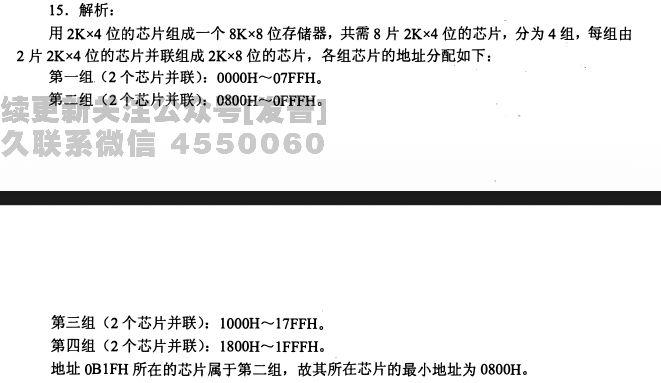 15．解析：
用 2K×4 位的芯片组成一个 8K×8 位存储器，共需 8 片 2K×4 位的芯片，分为 4 组，每组由
2 片 2K×4 位的芯片并联组成 2K×8 位的芯片，各组芯片的地址分配如下：
第一组（2 个芯片并联）：0000H～07FFH。
第二组（2 个芯片并联）：0800H～0FFFH。
续更新关注公众号[友香]
久联系微信 4550060
第三组（2 个芯片并联）：1000H～17FFH。
第四组（2 个芯片并联）：1800H～1FFFH。
地址 0B1FH 所在的芯片属于第二组，故其所在芯片的最小地址为 0800H。